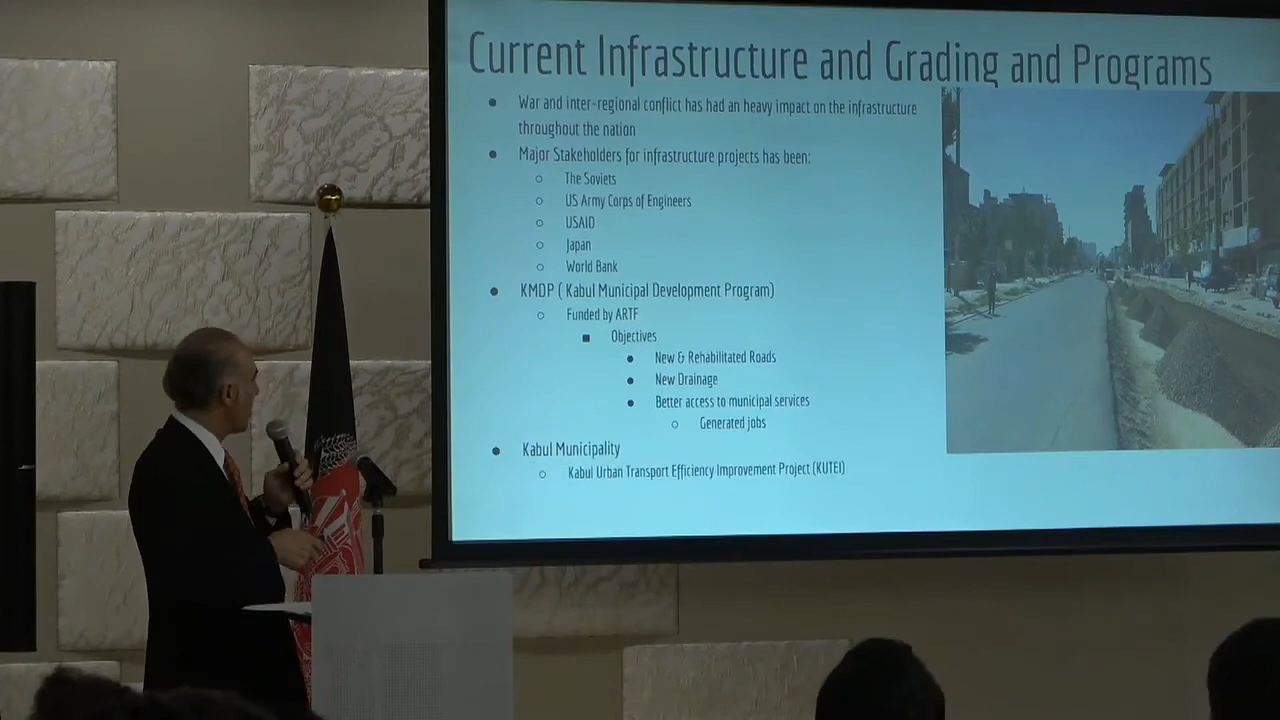 Current Infrastructure and Grading and Programs
War and inter-regional conflict has had an heavy impact on the infrastructure
throughout the nation
Major Stakeholders for infrastructure projects has been:
The Soviets
US Army Corps of Engineers
USAID
Japan
World Bank
KMDP ( Kabul Municipal Development Program)
Funded by ARTF
Objectives
New & Rehabilitated Roads
New Drainage
Better access to municipal services
Generated jobs
Kabul Municipality
Kabul Urban Transport Efficiency Improvement Project (KUTEI)